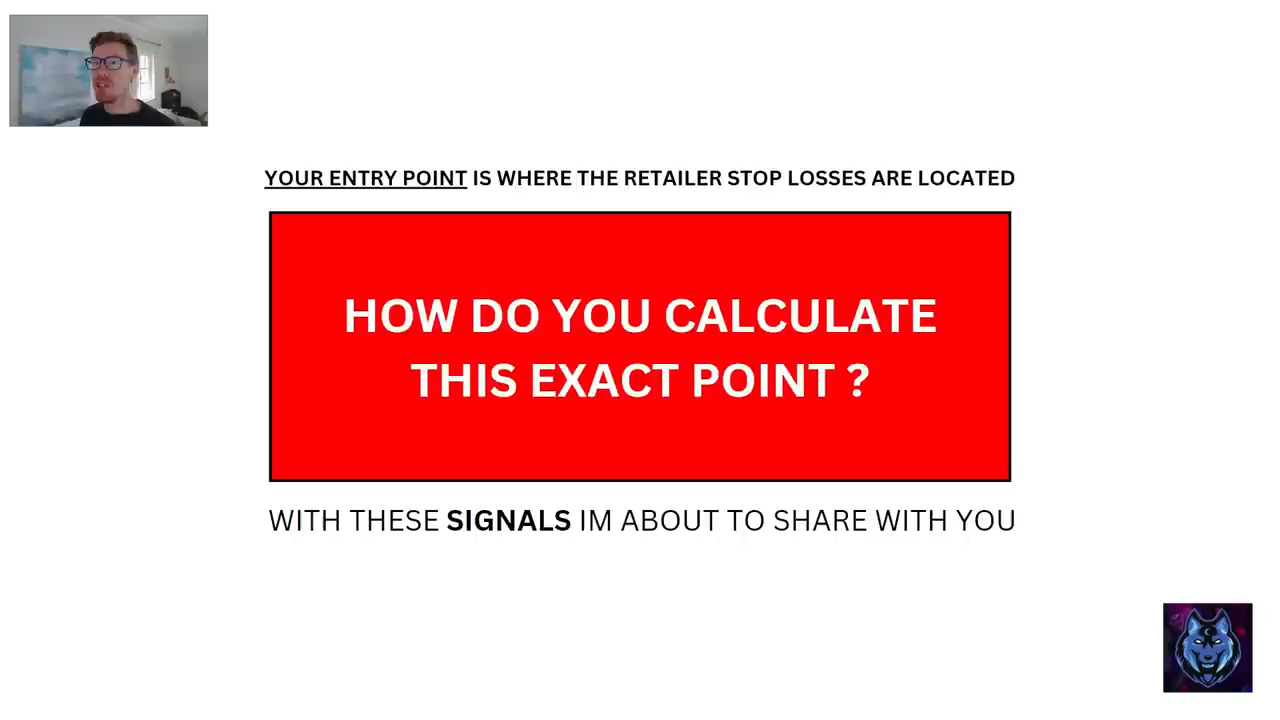 YOUR ENTRY POINT IS WHERE THE RETAILER STOP LOSSES ARE LOCATED
HOW DO YOU CALCULATE
THIS EXACT POINT ?
WITH THESE SIGNALS IM ABOUT TO SHARE WITH YOU